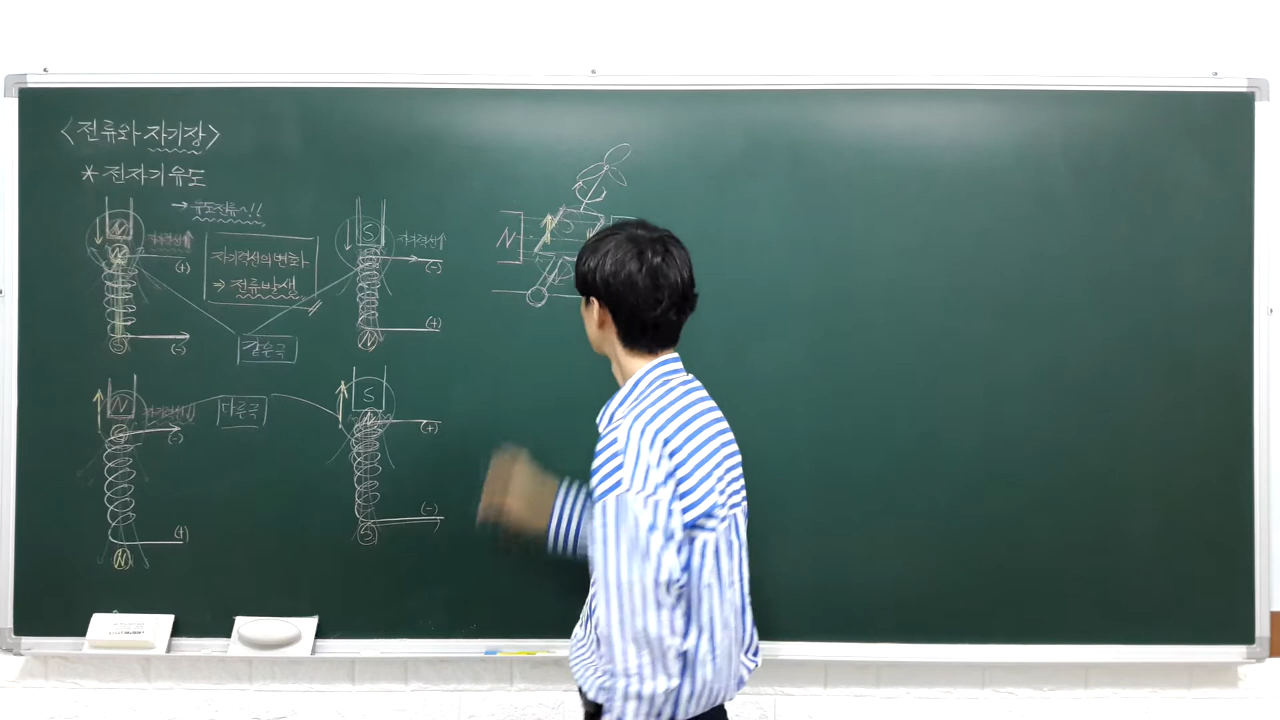 <전류와 자기장>
* 전자기유도
→ 유도전류~!!
N
N
자기력선↑
(+)
S
(-)
자기력선의 변화
→ 전류발생
같은극
S
자기력선↑
(-)
(+)
N
N
자기력선↓
(-)
(+)
N
다른극
S
N
(+)
(-)
S
N
S